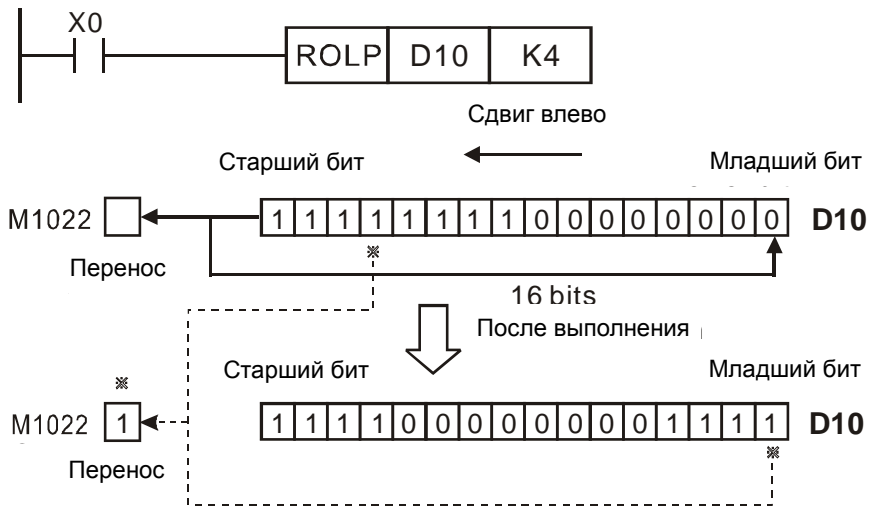 X0
ROLP D10 K4
Сдвиг влево
Старший бит Младший бит
M1022 1 1 1 1 1 1 1 1 0 0 0 0 0 0 0 0 D10
※
Перенос
16 bits
После выполнения
Старший бит Младший бит
※
M1022 1 1 1 1 1 0 0 0 0 0 0 0 0 1 1 1 1 D10
※
Перенос